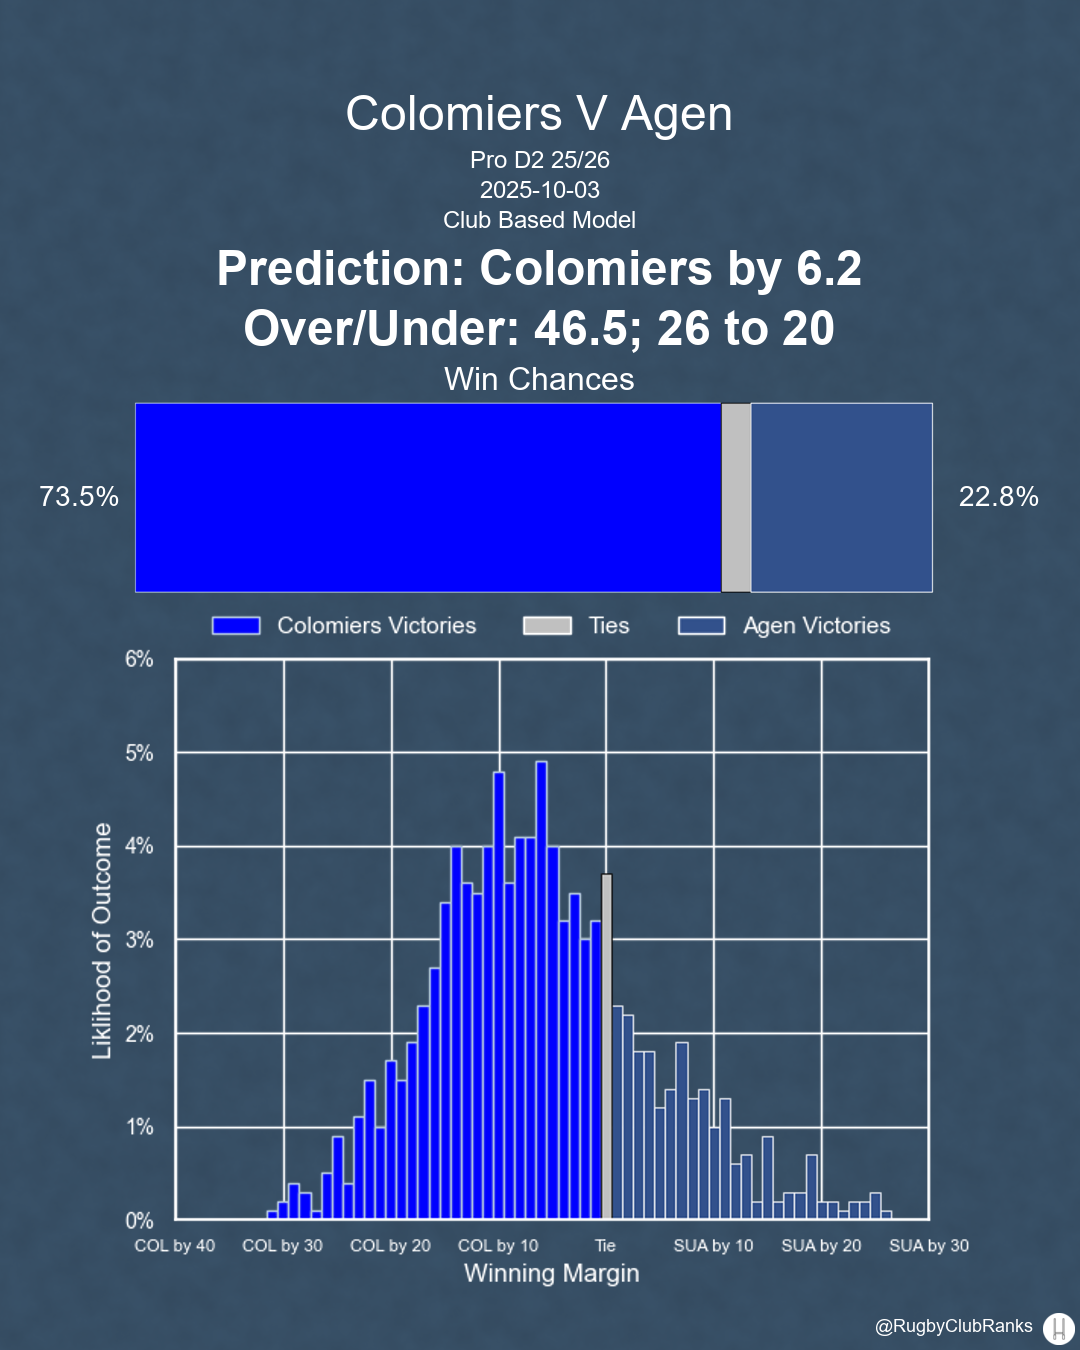 Colomiers V Agen
Pro D2 25/26
2025-10-03
Club Based Model
Prediction: Colomiers by 6.2
Over/Under: 46.5; 26 to 20
Win Chances
73.5%
22.8%
Colomiers Victories
Ties
Agen Victories
6%
5%
4%
3%
2%
1%
0%
Liklihood of Outcome
COL by 40
COL by 30
COL by 20
COL by 10
Tie
SUA by 10
SUA by 20
SUA by 30
Winning Margin
@RugbyClubRanks